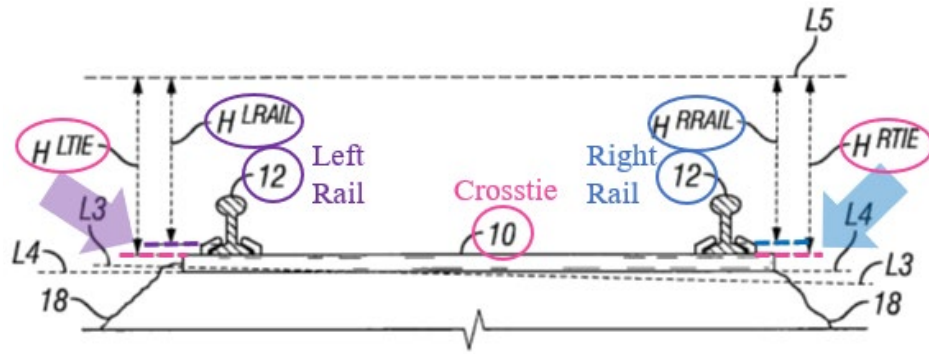 L5
H LRAIL
H RRAIL
H LTIE
H RTIE
12
Left
Rail
Right
Rail
12
Crosstie
10
L3
L4
L4
L3
18
18